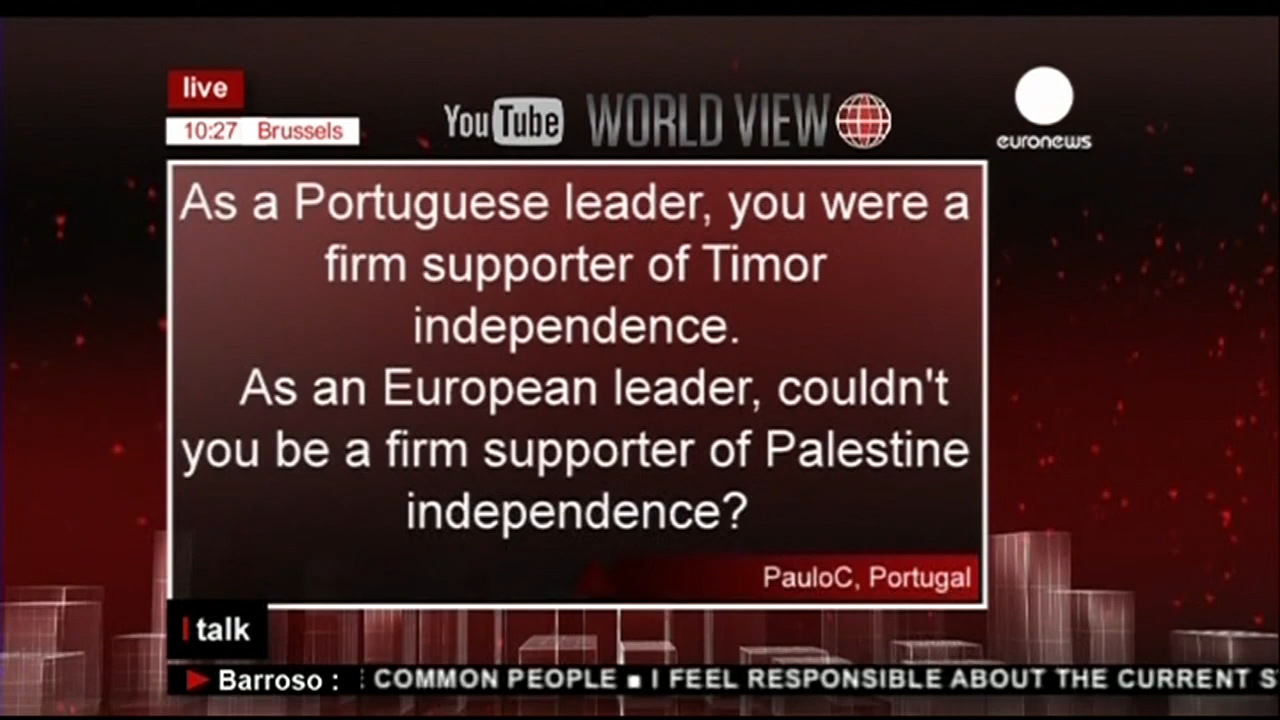 live
10:27 Brussels
YouTube WORLD VIEW
euronews
As a Portuguese leader, you were a
firm supporter of Timor
independence.
As an European leader, couldn't
you be a firm supporter of Palestine
independence?
PauloC, Portugal
I talk
Barroso : COMMON PEOPLE ■ I FEEL RESPONSIBLE ABOUT THE CURRENT S